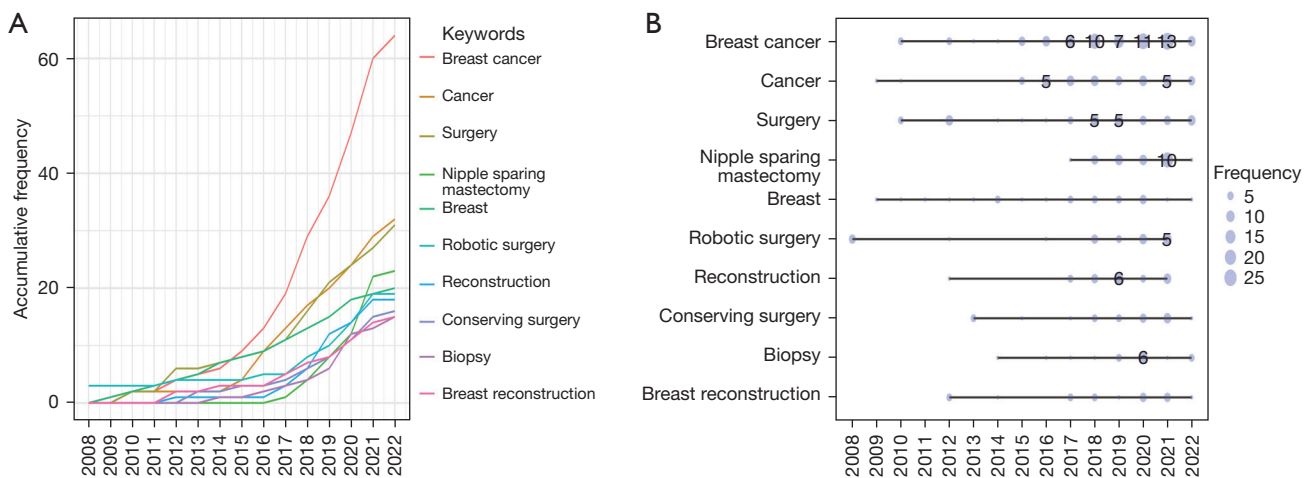 A
Accumulative frequency
60
40
20
0
2008
2009
2010
2011
2012
2013
2014
2015
2016
2017
2018
2019
2020
2021
2022
Keywords
Breast cancer
Cancer
Surgery
Nipple sparing
mastectomy
Breast
Robotic surgery
Reconstruction
Conserving surgery
Biopsy
Breast reconstruction
B
Breast cancer
6 10 7 11 13
Cancer
5 5
Surgery
5 5
Nipple sparing
mastectomy
10
Breast
Robotic surgery
5
Reconstruction
6
Conserving surgery
Biopsy
6
Breast reconstruction
2008
2009
2010
2011
2012
2013
2014
2015
2016
2017
2018
2019
2020
2021
2022
Frequency
5
10
15
20
25